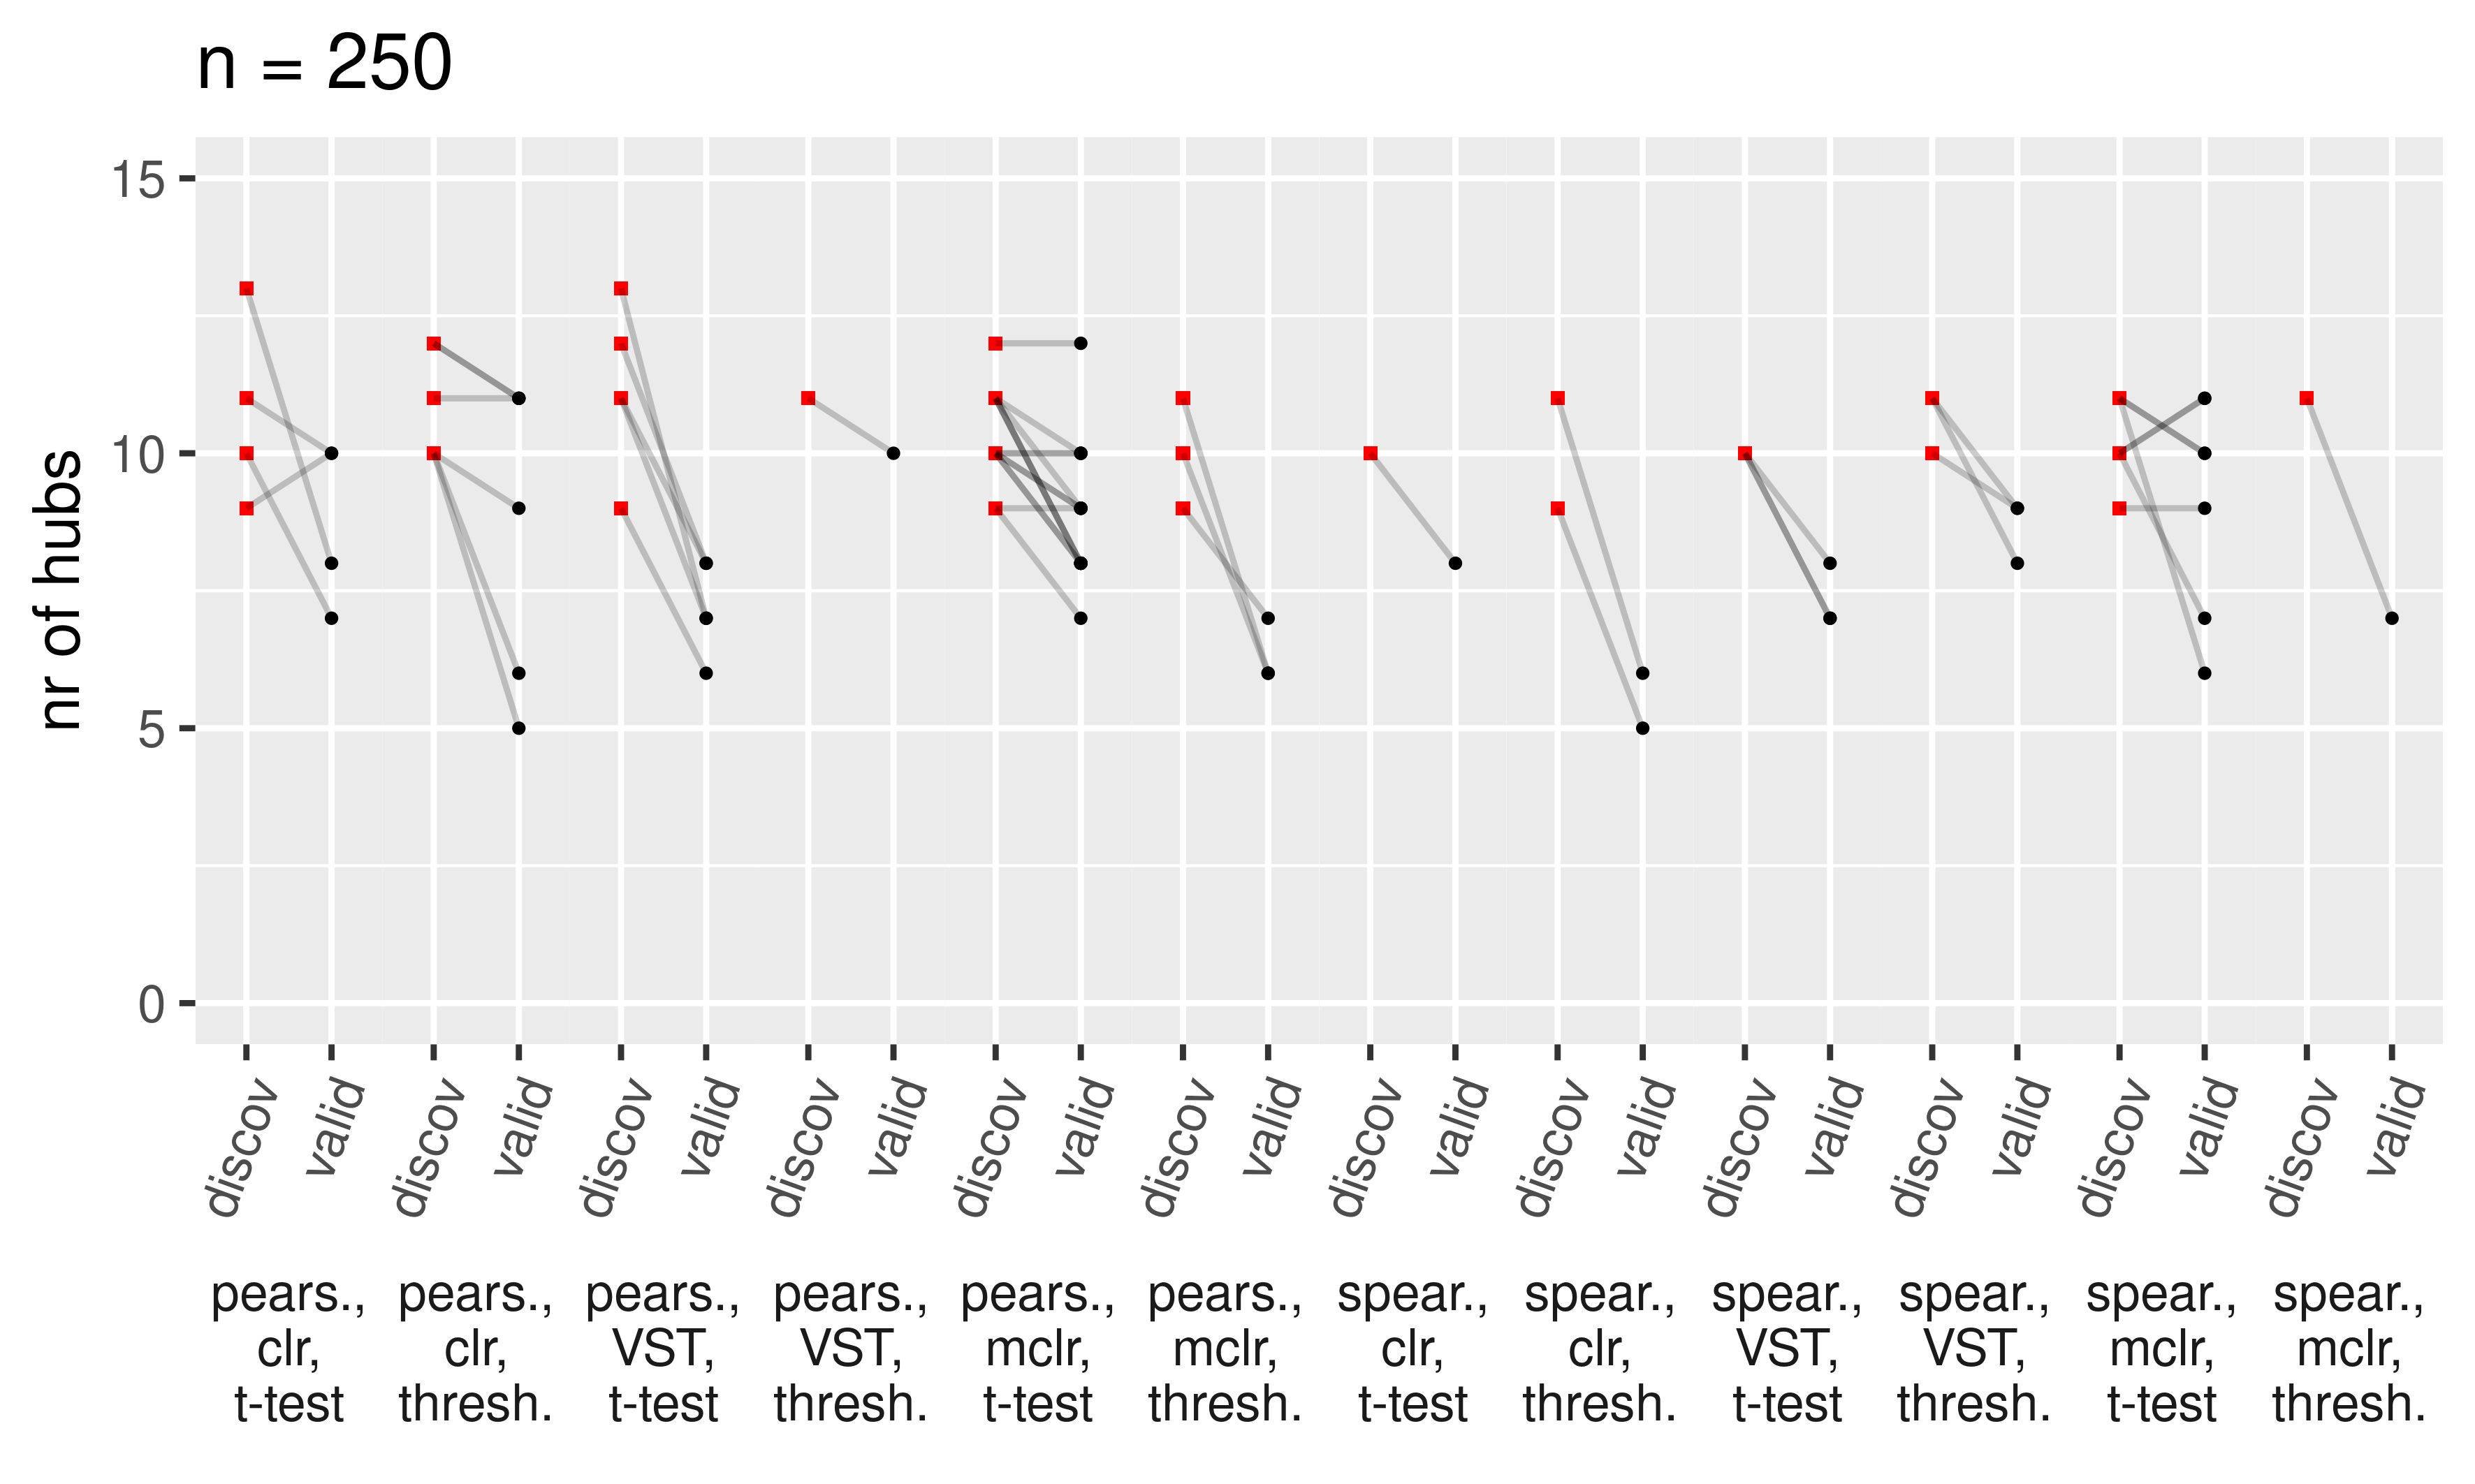 n = 250
nr of hubs
15
10
5
0
discov valid discov valid discov valid discov valid discov valid discov valid discov valid discov valid discov valid discov valid discov valid discov valid
pears., pears., pears., pears., pears., pears., spear., spear., spear., spear., spear., spear.,
clr, clr, VST, VST, mclr, mclr, clr, clr, VST, VST, mclr, mclr,
t-test thresh. t-test thresh. t-test thresh. t-test thresh. t-test thresh. t-test thresh.